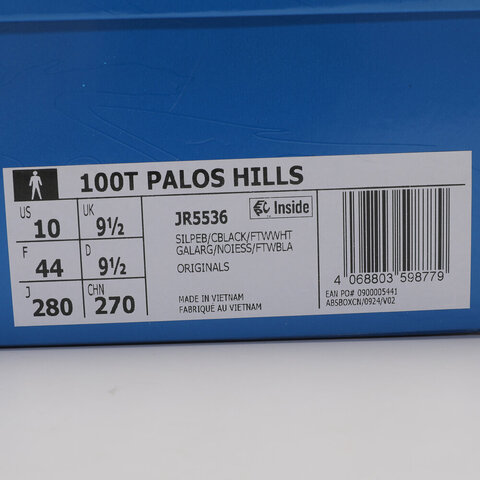 100T PALOS HILLS
US 10 UK 9½
F 44 D 9½
J 280 CHN 270
JR5536
Inside
SILPEB/CBLACK/FTWWHT
GALARG/NOIESS/FTWBLA
ORIGINALS
MADE IN VIETNAM
FABRIQUÉ AU VIETNAM
4 068803 598779
EAN PO# 0900005441
ABSBOXCN/0924/V02